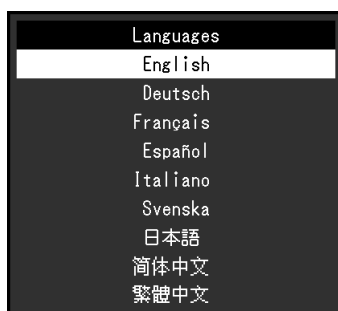 Languages
English
Deutsch
Français
Español
Italiano
Svenska
日本語
简体中文
繁體中文